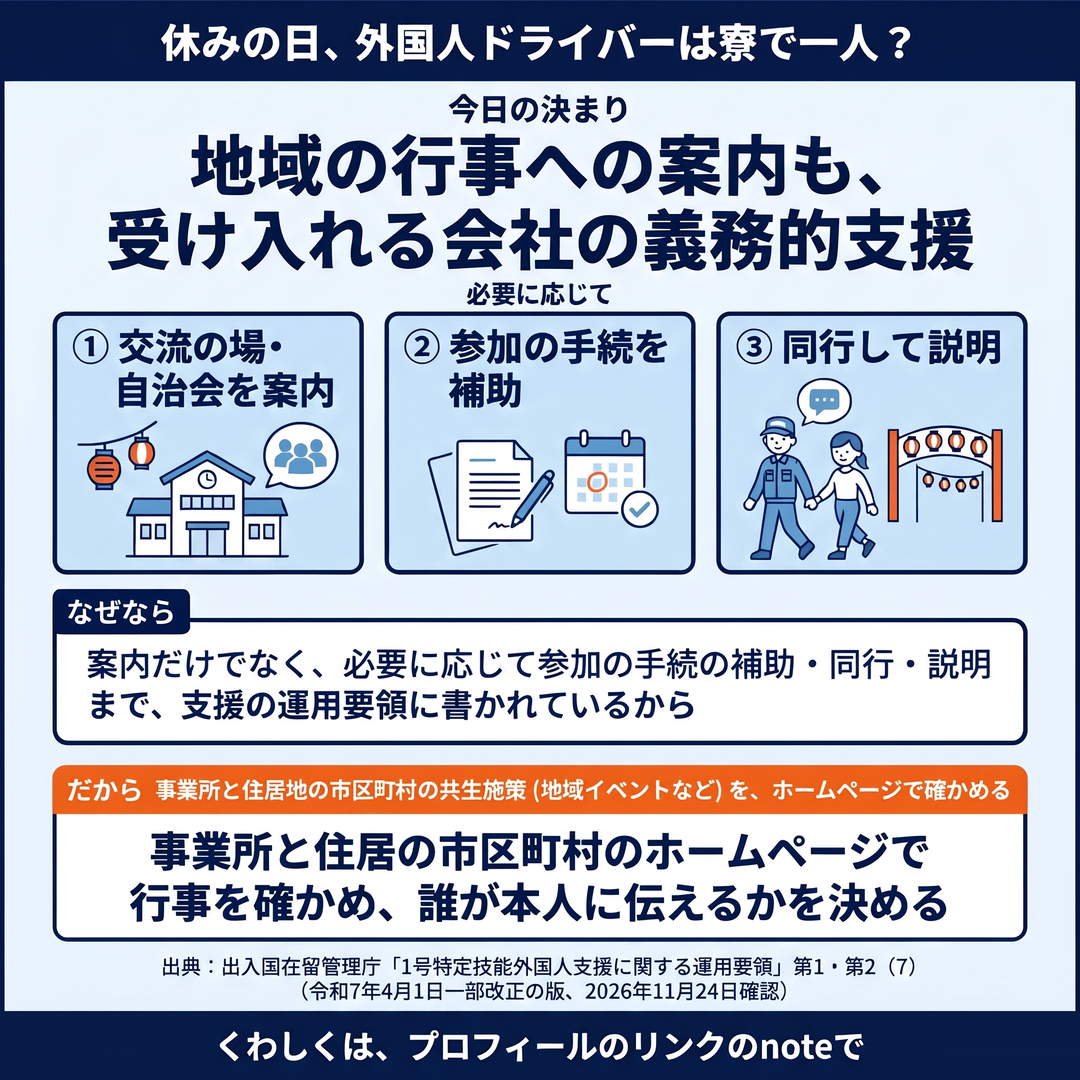 休みの日、外国人ドライバーは寮で一人？
今日の決まり
地域の行事への案内も、
受け入れる会社の義務的支援
必要に応じて
① 交流の場・
自治会を案内
② 参加の手続を
補助
③ 同行して説明
なぜなら
案内だけでなく、必要に応じて参加の手続の補助・同行・説明
まで、支援の運用要領に書かれているから
だから 事業所と住居地の市区町村の共生施策 (地域イベントなど) を、ホームページで確かめる
事業所と住居の市区町村のホームページで
行事を確かめ、誰が本人に伝えるかを決める
出典：出入国在留管理庁「1号特定技能外国人支援に関する運用要領」第1・第2（7）
（令和7年4月1日一部改正の版、2026年11月24日確認）
くわしくは、プロフィールのリンクのnoteで